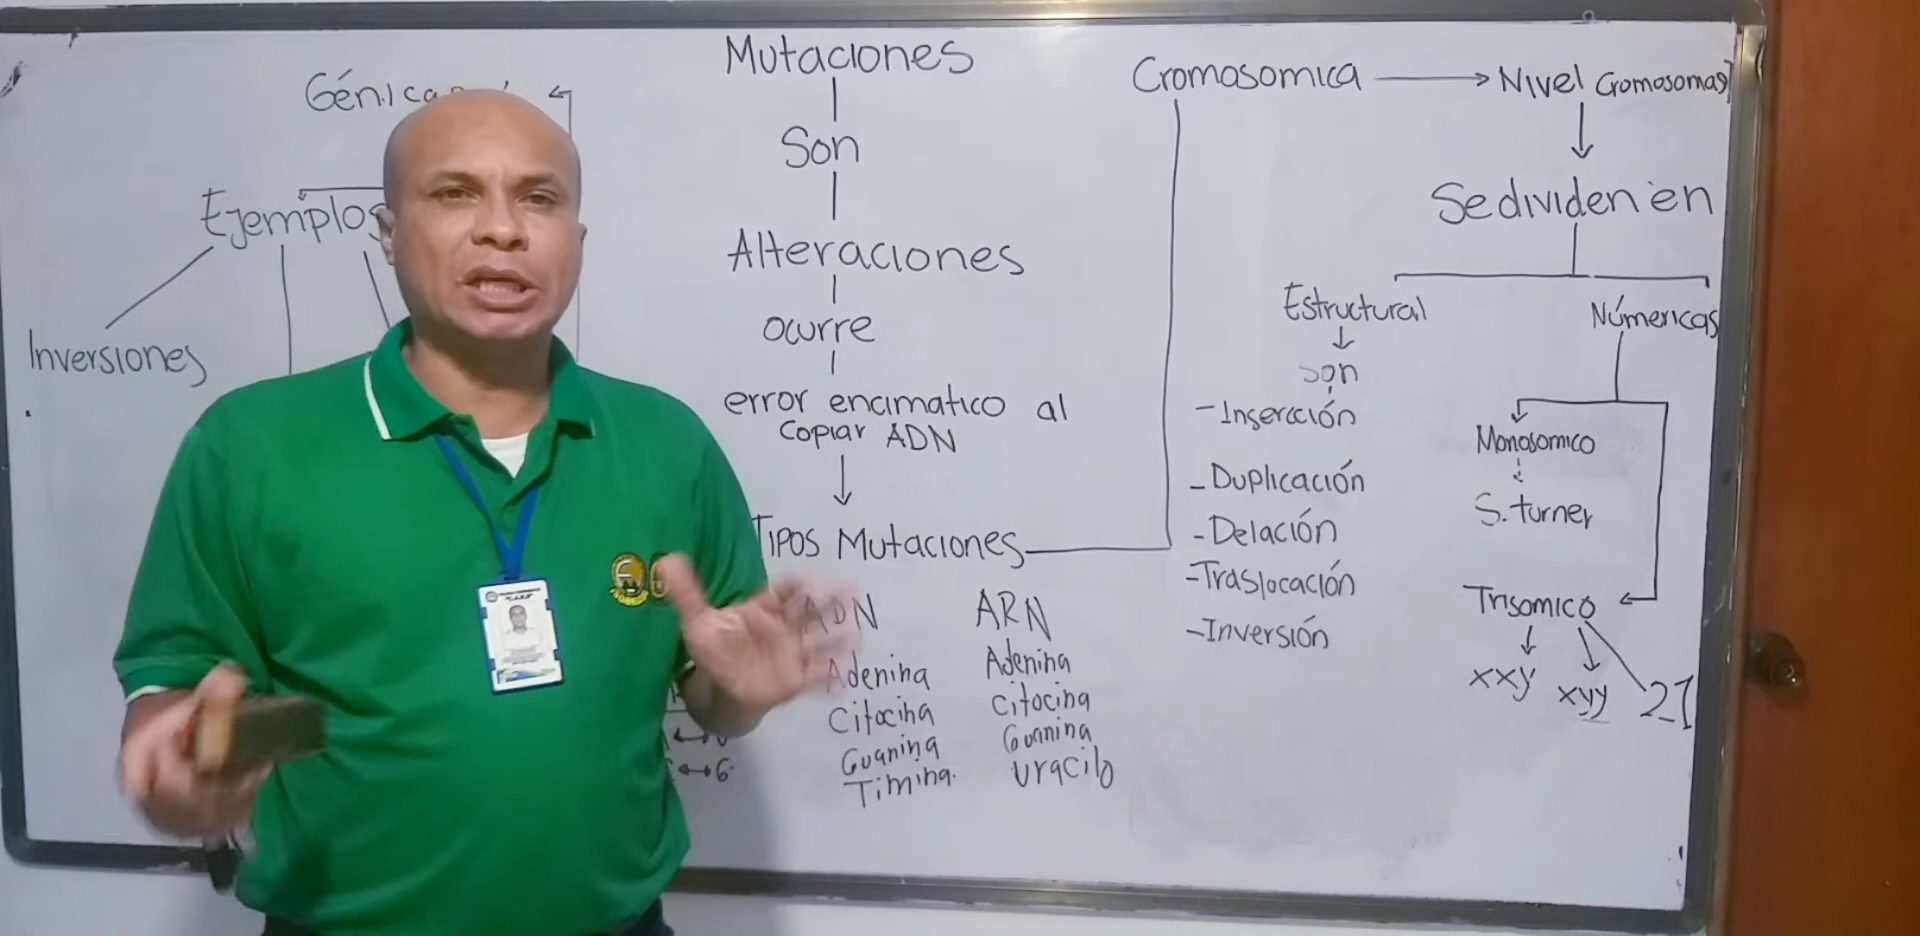 Mutaciones
Son
Alteraciones
ocurre
error encimatico al
copiar ADN
Tipos Mutaciones
Ejemplos
Inversiones
Cromosomica
Nivel Cromosomas
Se dividen en
Estructural
son
- Insercción
- Duplicación
- Delación
- Traslocación
- Inversión
Númericas
Monosomico
S. turner
Trisomico
xxy
xyy
21
ADN
Adenina
Citocina
Guanina
Timina
ARN
Adenina
Citocina
Guanina
Uracilo